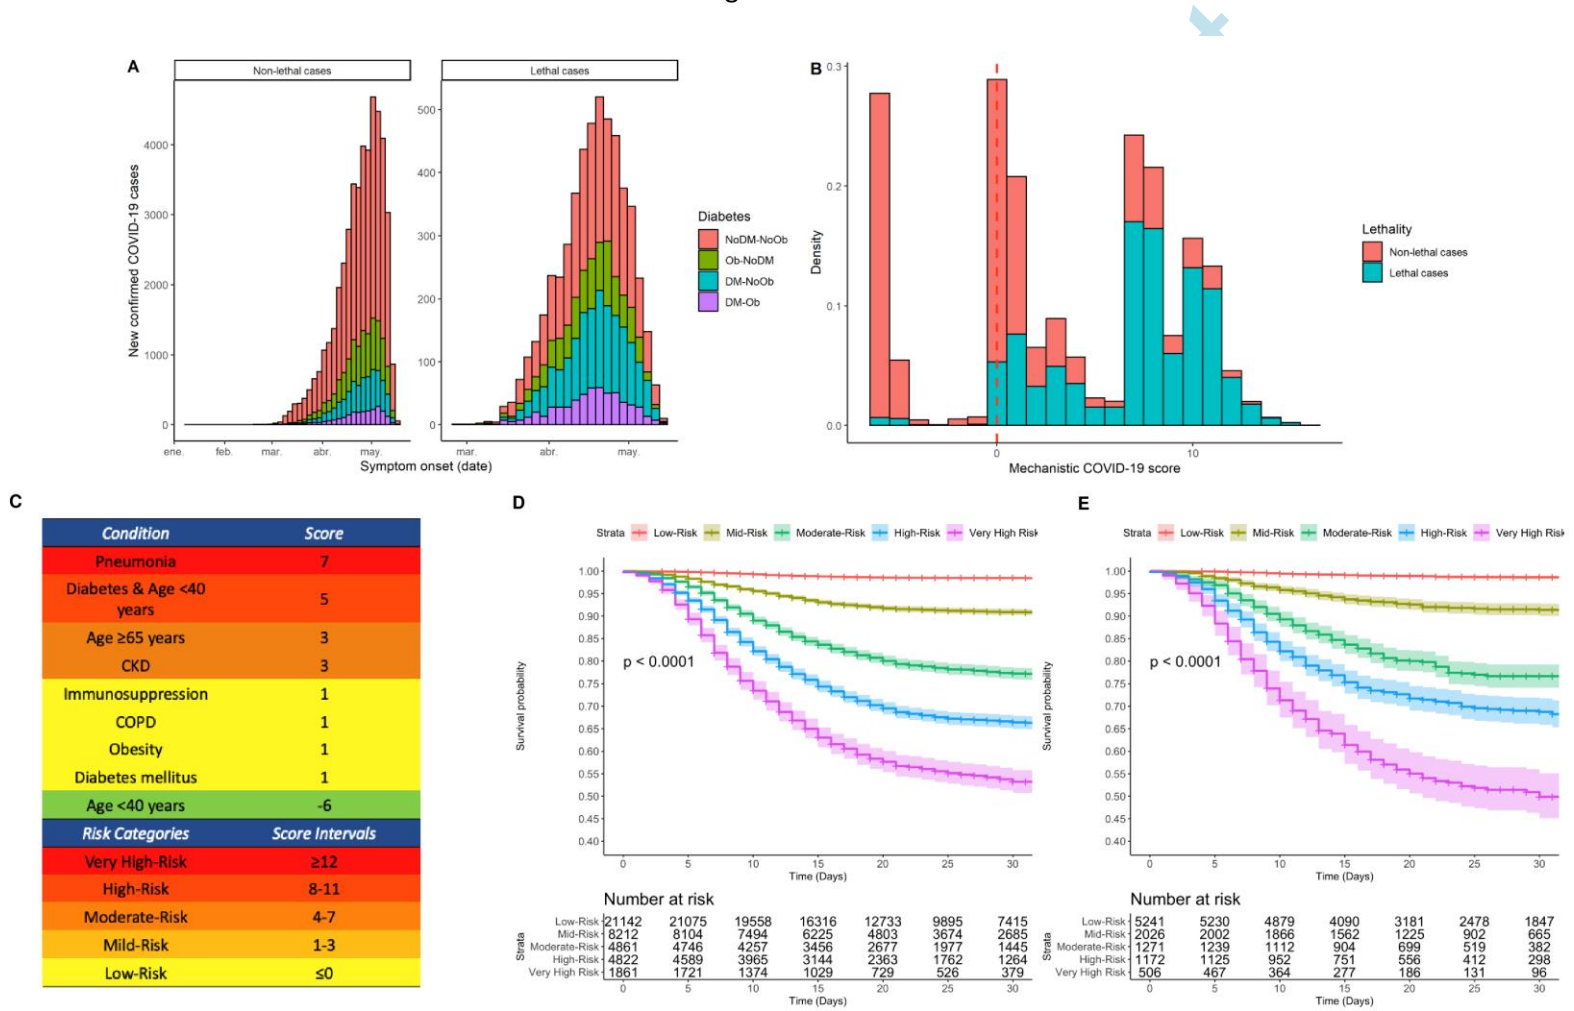 A
Non-lethal cases
Lethal cases
New confirmed COVID-19 cases
4000
3000
2000
1000
0
ene.
feb.
mar.
abr.
may.
500
400
300
200
100
0
mar.
abr.
may.
Symptom onset (date)
Diabetes
NoDM-NoOb
Ob-NoDM
DM-NoOb
DM-Ob
B
Density
0.3
0.2
0.1
0.0
0
10
Mechanistic COVID-19 score
Lethality
Non-lethal cases
Lethal cases
C
Condition Score
Pneumonia 7
Diabetes & Age <40
years
5
Age ≥65 years 3
CKD 3
Immunosuppression 1
COPD 1
Obesity 1
Diabetes mellitus 1
Age <40 years -6
Risk Categories Score Intervals
Very High-Risk ≥12
High-Risk 8-11
Moderate-Risk 4-7
Mild-Risk 1-3
Low-Risk ≤0
D
Strata Low-Risk Mid-Risk Moderate-Risk High-Risk Very High Risk
Survival probability
1.00
0.95
0.90
0.85
0.80
0.75
0.70
0.65
0.60
0.55
0.50
0.45
0.40
p < 0.0001
0 5 10 15 20 25 30
Time (Days)
Number at risk
Strata
Low-Risk 21142 21075 19558 16316 12733 9895 7415
Mid-Risk 8212 8104 7494 6225 4803 3674 2685
Moderate-Risk 4861 4746 4257 3456 2677 1977 1445
High-Risk 4822 4589 3965 3144 2363 1762 1264
Very High Risk 1861 1721 1374 1029 729 526 379
0 5 10 15 20 25 30
Time (Days)
E
Strata Low-Risk Mid-Risk Moderate-Risk High-Risk Very High Risk
Survival probability
1.00
0.95
0.90
0.85
0.80
0.75
0.70
0.65
0.60
0.55
0.50
0.45
0.40
p < 0.0001
0 5 10 15 20 25 30
Time (Days)
Number at risk
Strata
Low-Risk 5241 5230 4879 4090 3181 2478 1847
Mid-Risk 2026 2002 1866 1562 1225 902 665
Moderate-Risk 1271 1239 1112 904 699 519 382
High-Risk 1172 1125 952 751 556 412 298
Very High Risk 506 467 364 277 186 131 96
0 5 10 15 20 25 30
Time (Days)